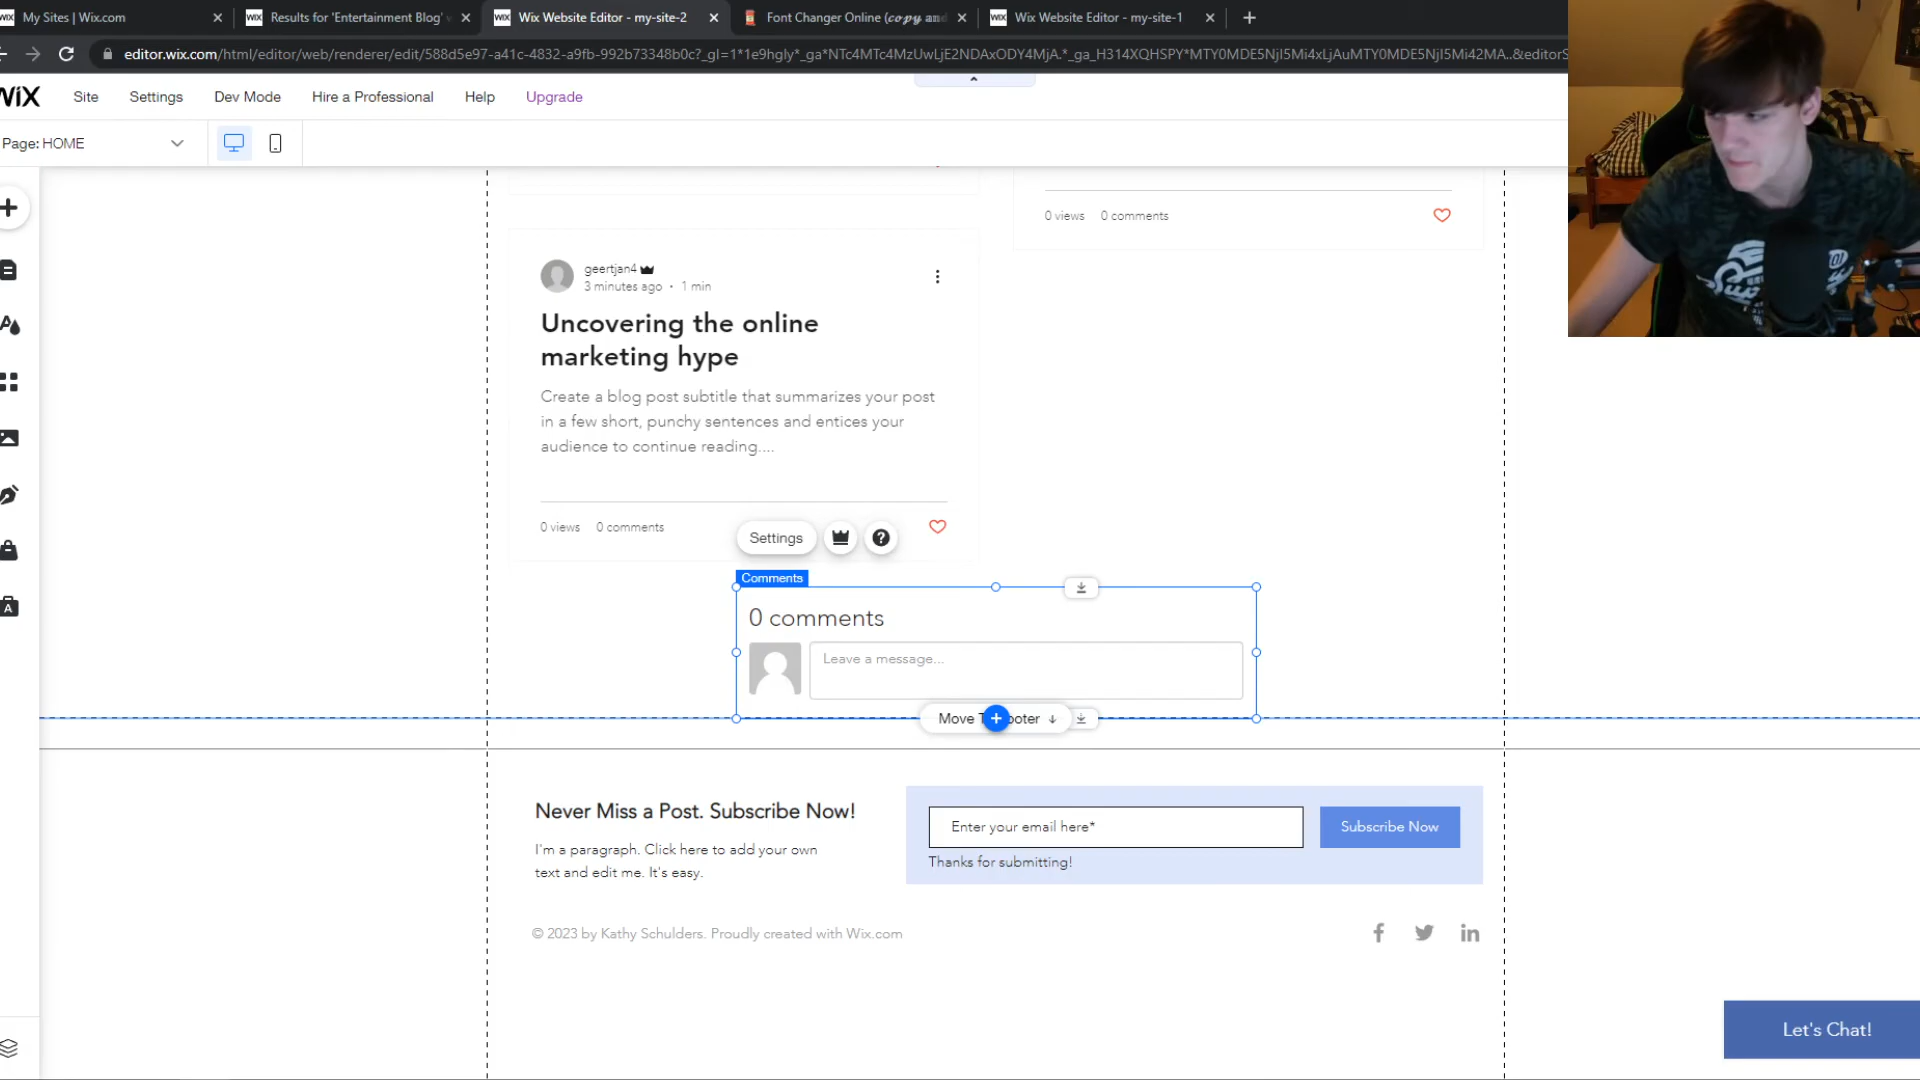 My Sites | Wix.com
Results for 'Entertainment Blog'
Wix Website Editor - my-site-2
Font Changer Online (copy and
Wix Website Editor - my-site-1
editor.wix.com/html/editor/web/renderer/edit/588d5e97-a41c-4832-a9fb-992b73348b0c?_gl=1*1e9hgly*_ga*NTc4MTc4MzUwLjE2NDAxODY4MjA.*_ga_H314XQHSPY*MTY0MDE5NjI5Mi4xLjAuMTY0MDE5NjI5Mi42MA..&editorS
WIX Site Settings Dev Mode Hire a Professional Help Upgrade
Page: HOME
0 views 0 comments
geertjan4
3 minutes ago · 1 min
Uncovering the online
marketing hype
Create a blog post subtitle that summarizes your post
in a few short, punchy sentences and entices your
audience to continue reading....
0 views 0 comments
Settings
Comments
0 comments
Leave a message...
Move
Never Miss a Post. Subscribe Now!
I'm a paragraph. Click here to add your own
text and edit me. It's easy.
Enter your email here*
Subscribe Now
Thanks for submitting!
© 2023 by Kathy Schulders. Proudly created with Wix.com
Let's Chat!